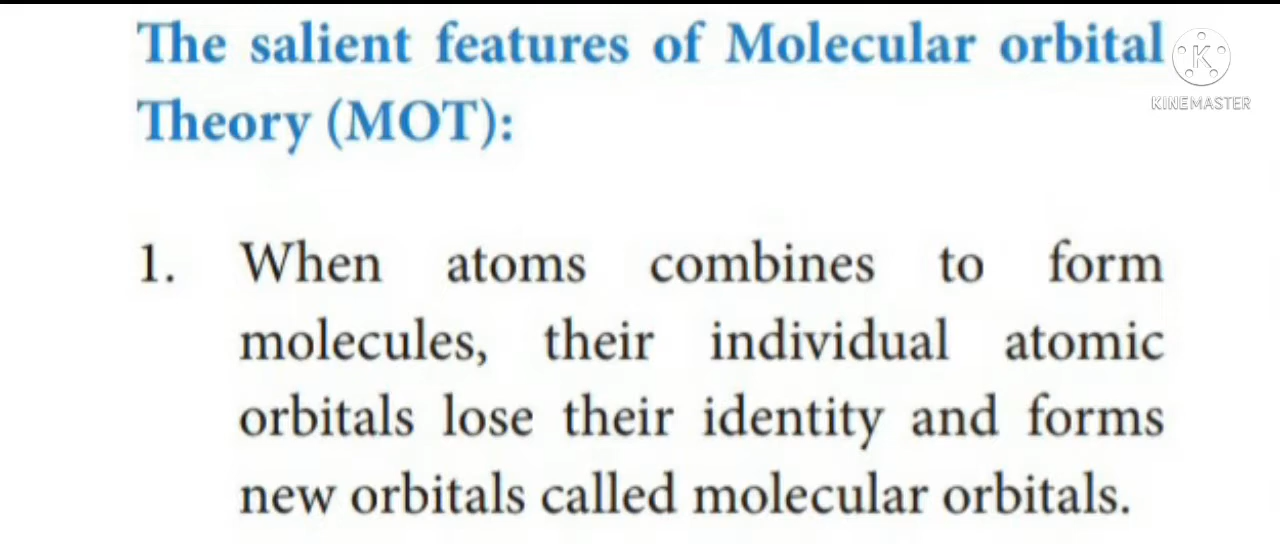 The salient features of Molecular orbital
Theory (MOT):
K
KINEMASTER
1. When atoms combines to form
molecules, their individual atomic
orbitals lose their identity and forms
new orbitals called molecular orbitals.